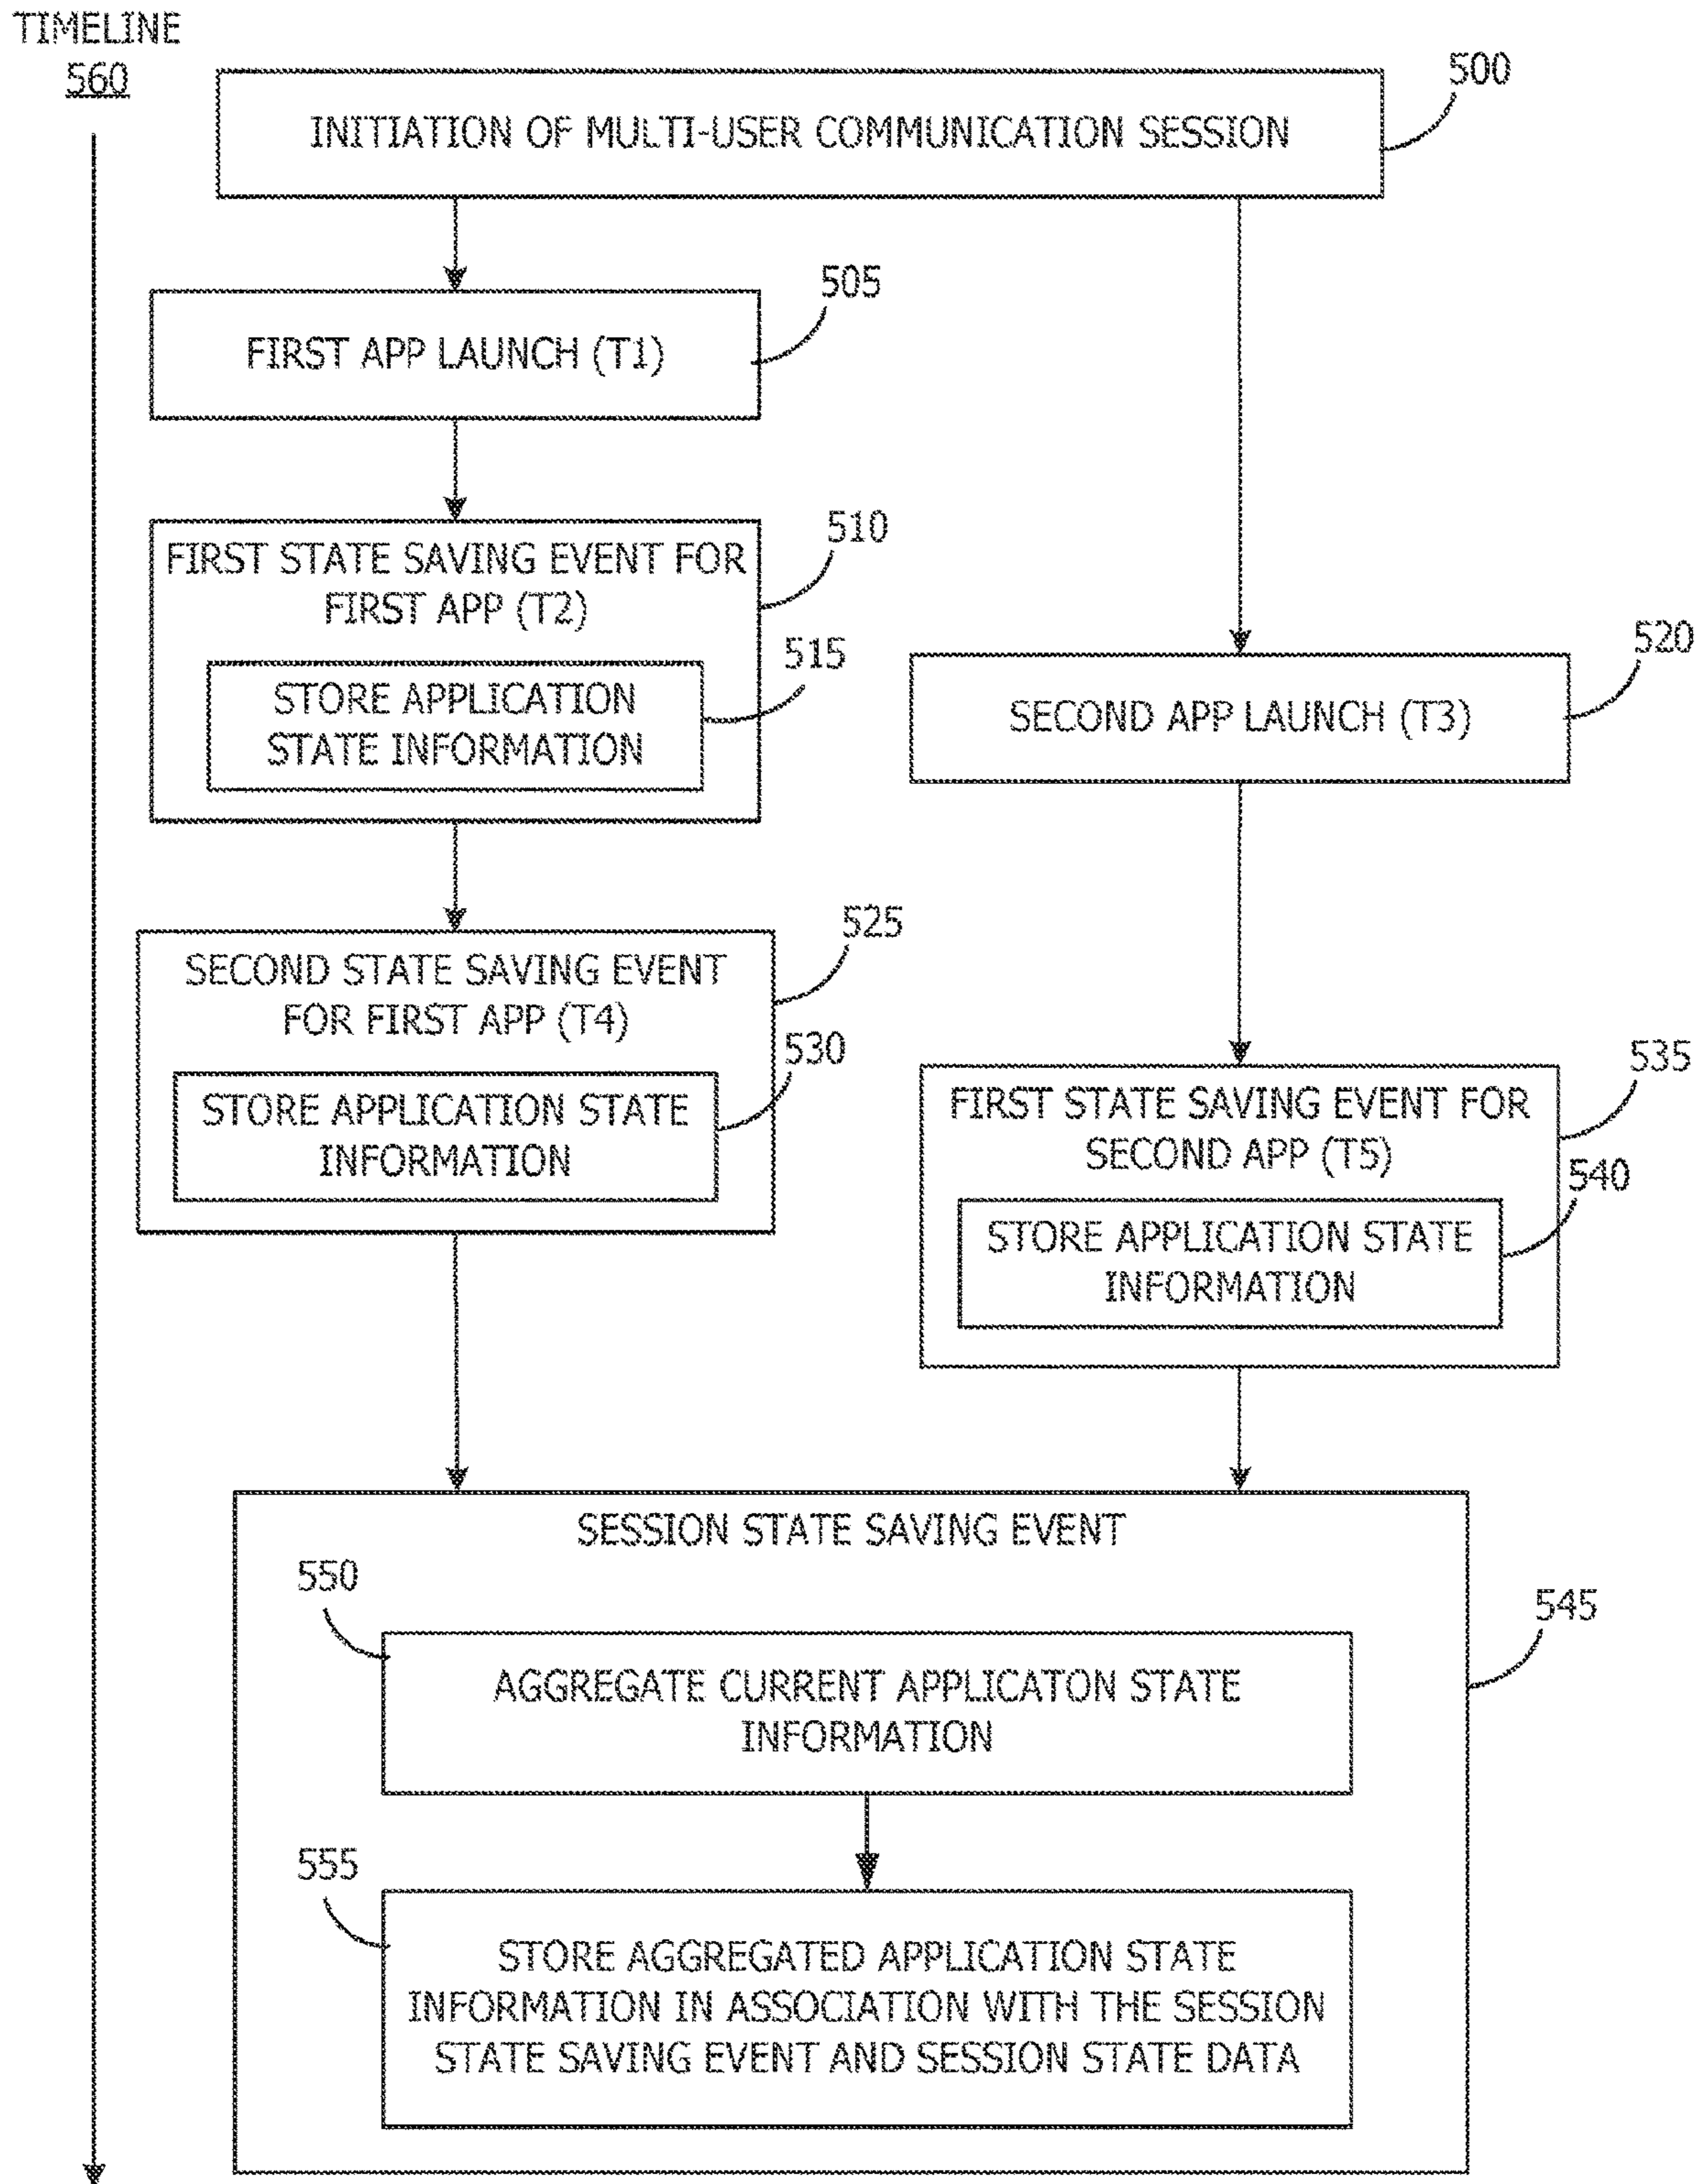 TIMELINE
560
500
INITIATION OF MULTI-USER COMMUNICATION SESSION
505
FIRST APP LAUNCH (T1)
510
FIRST STATE SAVING EVENT FOR
FIRST APP (T2)
515
STORE APPLICATION
STATE INFORMATION
520
SECOND APP LAUNCH (T3)
525
SECOND STATE SAVING EVENT
FOR FIRST APP (T4)
530
STORE APPLICATION STATE
INFORMATION
535
FIRST STATE SAVING EVENT FOR
SECOND APP (T5)
540
STORE APPLICATION STATE
INFORMATION
SESSION STATE SAVING EVENT
545
550
AGGREGATE CURRENT APPLICATON STATE
INFORMATION
555
STORE AGGREGATED APPLICATION STATE
INFORMATION IN ASSOCIATION WITH THE SESSION
STATE SAVING EVENT AND SESSION STATE DATA